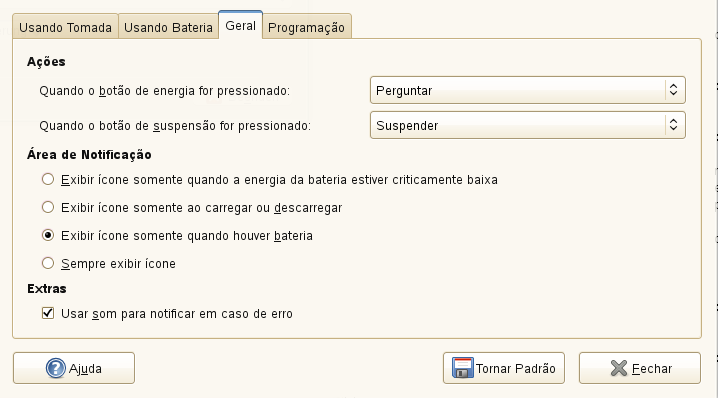 Usando Tomada Usando Bateria Geral Programação
Ações
Quando o botão de energia for pressionado: Perguntar
Quando o botão de suspensão for pressionado: Suspender
Área de Notificação
Exibir ícone somente quando a energia da bateria estiver criticamente baixa
Exibir ícone somente ao carregar ou descarregar
Exibir ícone somente quando houver bateria
Sempre exibir ícone
Extras
Usar som para notificar em caso de erro
Ajuda Tornar Padrão Fechar